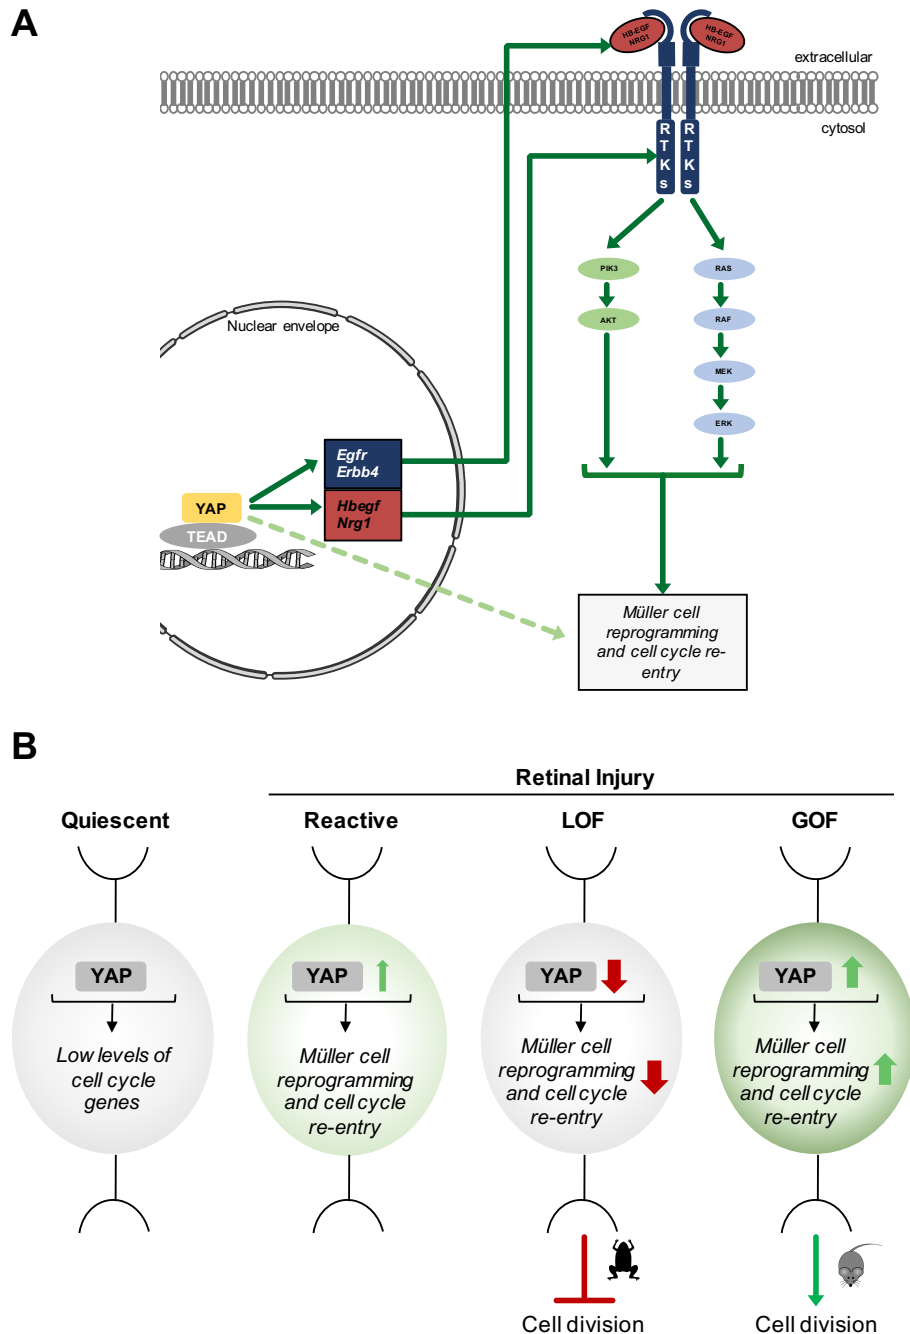 A
HB-EGF
NRG1
HB-EGF
NRG1
extracellular
cytosol
R
T
K
s
R
T
K
s
PIK3
RAS
AKT
RAF
MEK
ERK
Nuclear envelope
Egfr
Erbb4
Hbegf
Nrg1
YAP
TEAD
Müller cell
reprogramming
and cell cycle re-
entry
B
Retinal Injury
Quiescent
Reactive
LOF
GOF
YAP
Low levels of
cell cycle
genes
YAP
Müller cell
reprogramming
and cell cycle
re-entry
YAP
Müller cell
reprogramming
and cell cycle
re-entry
YAP
Müller cell
reprogramming
and cell cycle
re-entry
Cell division
Cell division